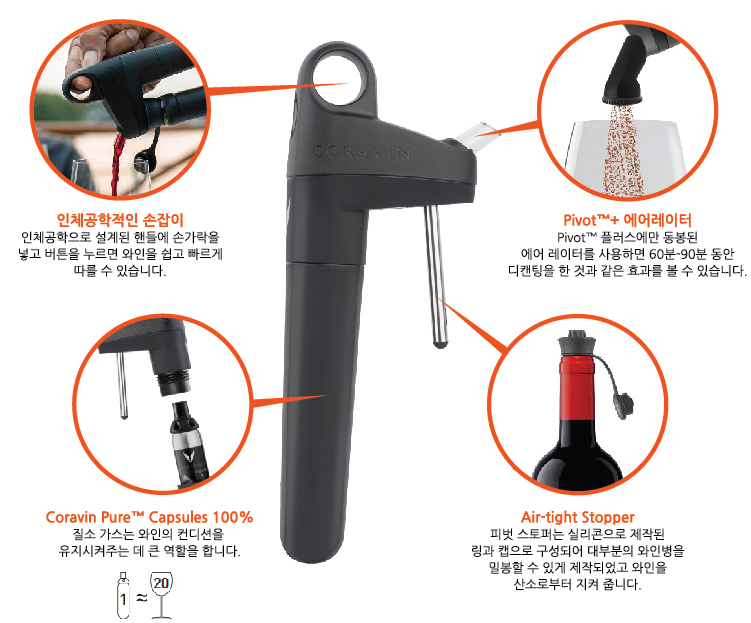 CORAVIN
인체공학적인 손잡이
인체공학으로 설계된 핸들에 손가락을
넣고 버튼을 누르면 와인을 쉽고 빠르게
따를 수 있습니다.
Pivot™+ 에어레이터
Pivot™ 플러스에만 동봉된
에어 레이터를 사용하면 60분-90분 동안
디캔팅을 한 것과 같은 효과를 볼 수 있습니다.
Coravin Pure™ Capsules 100%
질소 가스는 와인의 컨디션을
유지시켜주는 데 큰 역할을 합니다.
1 ≈ 20
Air-tight Stopper
피벗 스토퍼는 실리콘으로 제작된
링과 캡으로 구성되어 대부분의 와인병을
밀봉할 수 있게 제작되었고 와인을
산소로부터 지켜 줍니다.